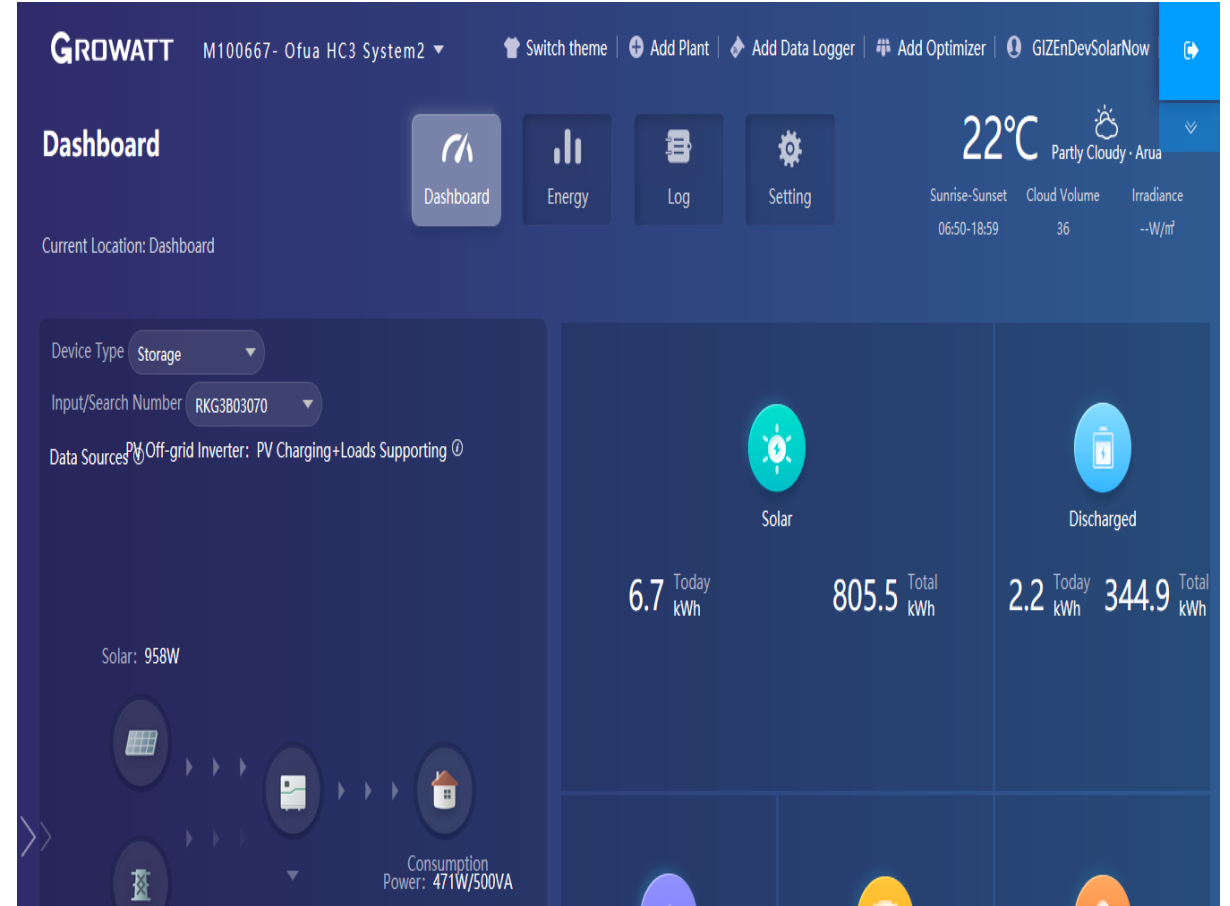 GROWATT M100667- Ofua HC3 System2 Switch theme Add Plant Add Data Logger Add Optimizer GIZEnDevSolarNow
Dashboard
Dashboard Energy Log Setting
22°C Partly Cloudy · Arua
Sunrise-Sunset Cloud Volume Irradiance
06:50-18:59 36 --W/㎡
Current Location: Dashboard
Device Type Storage
Input/Search Number RKG3B03070
Data Sources PV Off-grid Inverter: PV Charging+Loads Supporting
Solar: 958W
Consumption
Power: 471W/500VA
Solar
6.7 Today kWh 805.5 Total kWh
Discharged
2.2 Today kWh 344.9 Total kWh